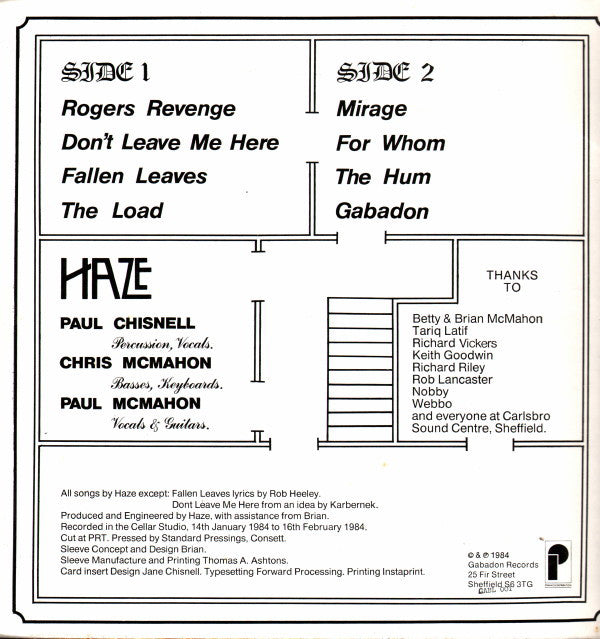 SIDE 1
Rogers Revenge
Don't Leave Me Here
Fallen Leaves
The Load
SIDE 2
Mirage
For Whom
The Hum
Gabadon
HAZE
PAUL CHISNELL
Percussion, Vocals.
CHRIS MCMAHON
Basses, Keyboards.
PAUL MCMAHON
Vocals & Guitars.
THANKS
TO
Betty & Brian McMahon
Tariq Latif
Richard Vickers
Keith Goodwin
Richard Riley
Rob Lancaster
Nobby
Webbo
and everyone at Carlsbro
Sound Centre, Sheffield.
All songs by Haze except: Fallen Leaves lyrics by Rob Heeley.
Dont Leave Me Here from an idea by Karbernek.
Produced and Engineered by Haze, with assistance from Brian.
Recorded in the Cellar Studio, 14th January 1984 to 16th February 1984.
Cut at PRT. Pressed by Standard Pressings, Consett.
Sleeve Concept and Design Brian.
Sleeve Manufacture and Printing Thomas A. Ashtons.
Card insert Design Jane Chisnell. Typesetting Forward Processing. Printing Instaprint.
© & ℗ 1984
Gabadon Records
25 Fir Street
Sheffield S6 3TG
GABL 001